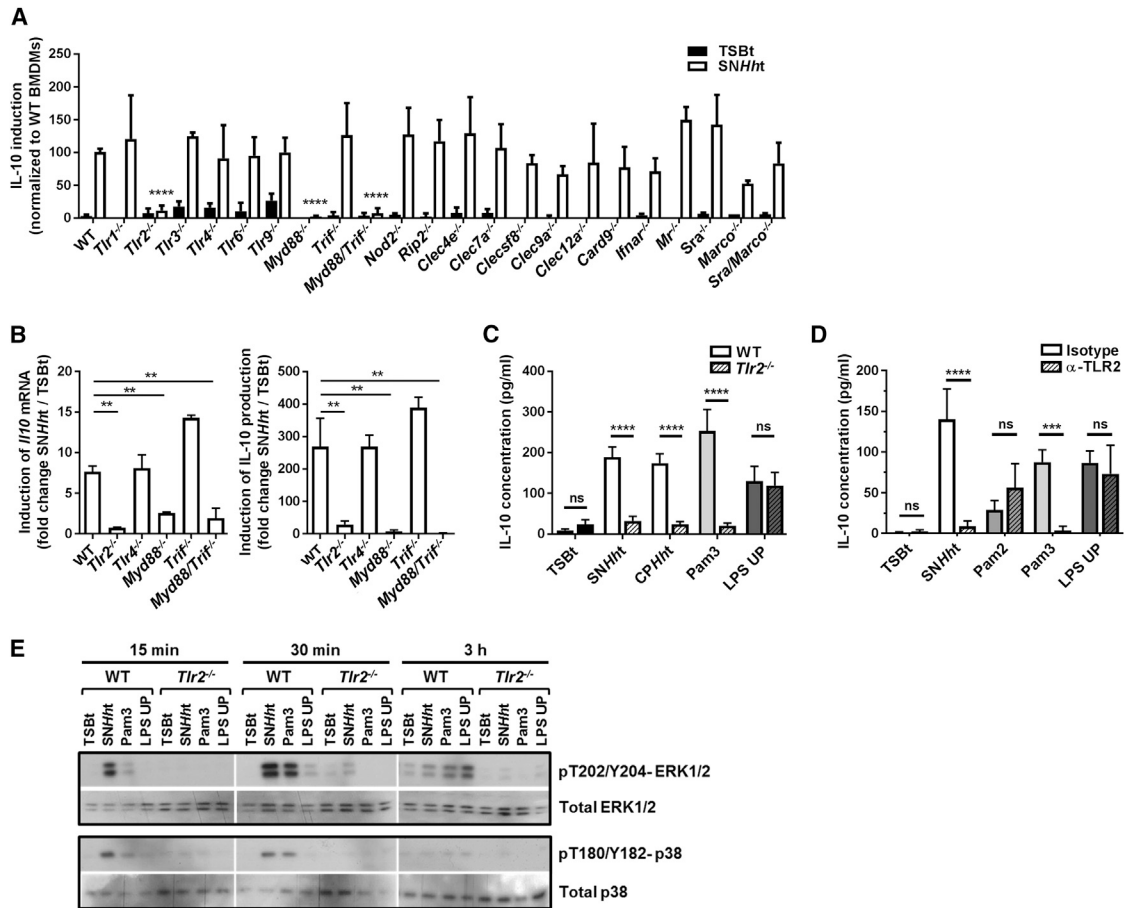 A
IL-10 induction
(normalized to WT BMDMs)
250
200
150
100
50
0
TSBt
SNHht
****
****
****
WT
Tlr1-/-
Tlr2-/-
Tlr3-/-
Tlr4-/-
Tlr6-/-
Tlr9-/-
Myd88-/-
Trif-/-
Myd88/Trif-/-
Nod2-/-
Rip2-/-
Clec4e-/-
Clec7a-/-
Clecsf8-/-
Clec9a-/-
Clec12a-/-
Card9-/-
Ifnar-/-
Mr-/-
Sra-/-
Marco-/-
Sra/Marco-/-
B
Induction of Il10 mRNA
(fold change SNHht / TSBt)
20
15
10
5
0
**
**
**
WT
Tlr2-/-
Tlr4-/-
Myd88-/-
Trif-/-
Myd88/Trif-/-
Induction of IL-10 production
(fold change SNHht / TSBt)
500
400
300
200
100
0
**
**
**
WT
Tlr2-/-
Tlr4-/-
Myd88-/-
Trif-/-
Myd88/Trif-/-
C
WT
Tlr2-/-
IL-10 concentration (pg/ml)
400
300
200
100
0
ns
****
****
****
ns
TSBt
SNHht
CPHht
Pam3
LPS UP
D
Isotype
α-TLR2
IL-10 concentration (pg/ml)
200
150
100
50
0
ns
****
ns
***
ns
TSBt
SNHht
Pam2
Pam3
LPS UP
E
15 min 30 min 3 h
WT Tlr2-/- WT Tlr2-/- WT Tlr2-/-
TSBt SNHht Pam3 LPS UP TSBt SNHht Pam3 LPS UP TSBt SNHht Pam3 LPS UP TSBt SNHht Pam3 LPS UP TSBt SNHht Pam3 LPS UP TSBt SNHht Pam3 LPS UP
pT202/Y204- ERK1/2
Total ERK1/2
pT180/Y182- p38
Total p38